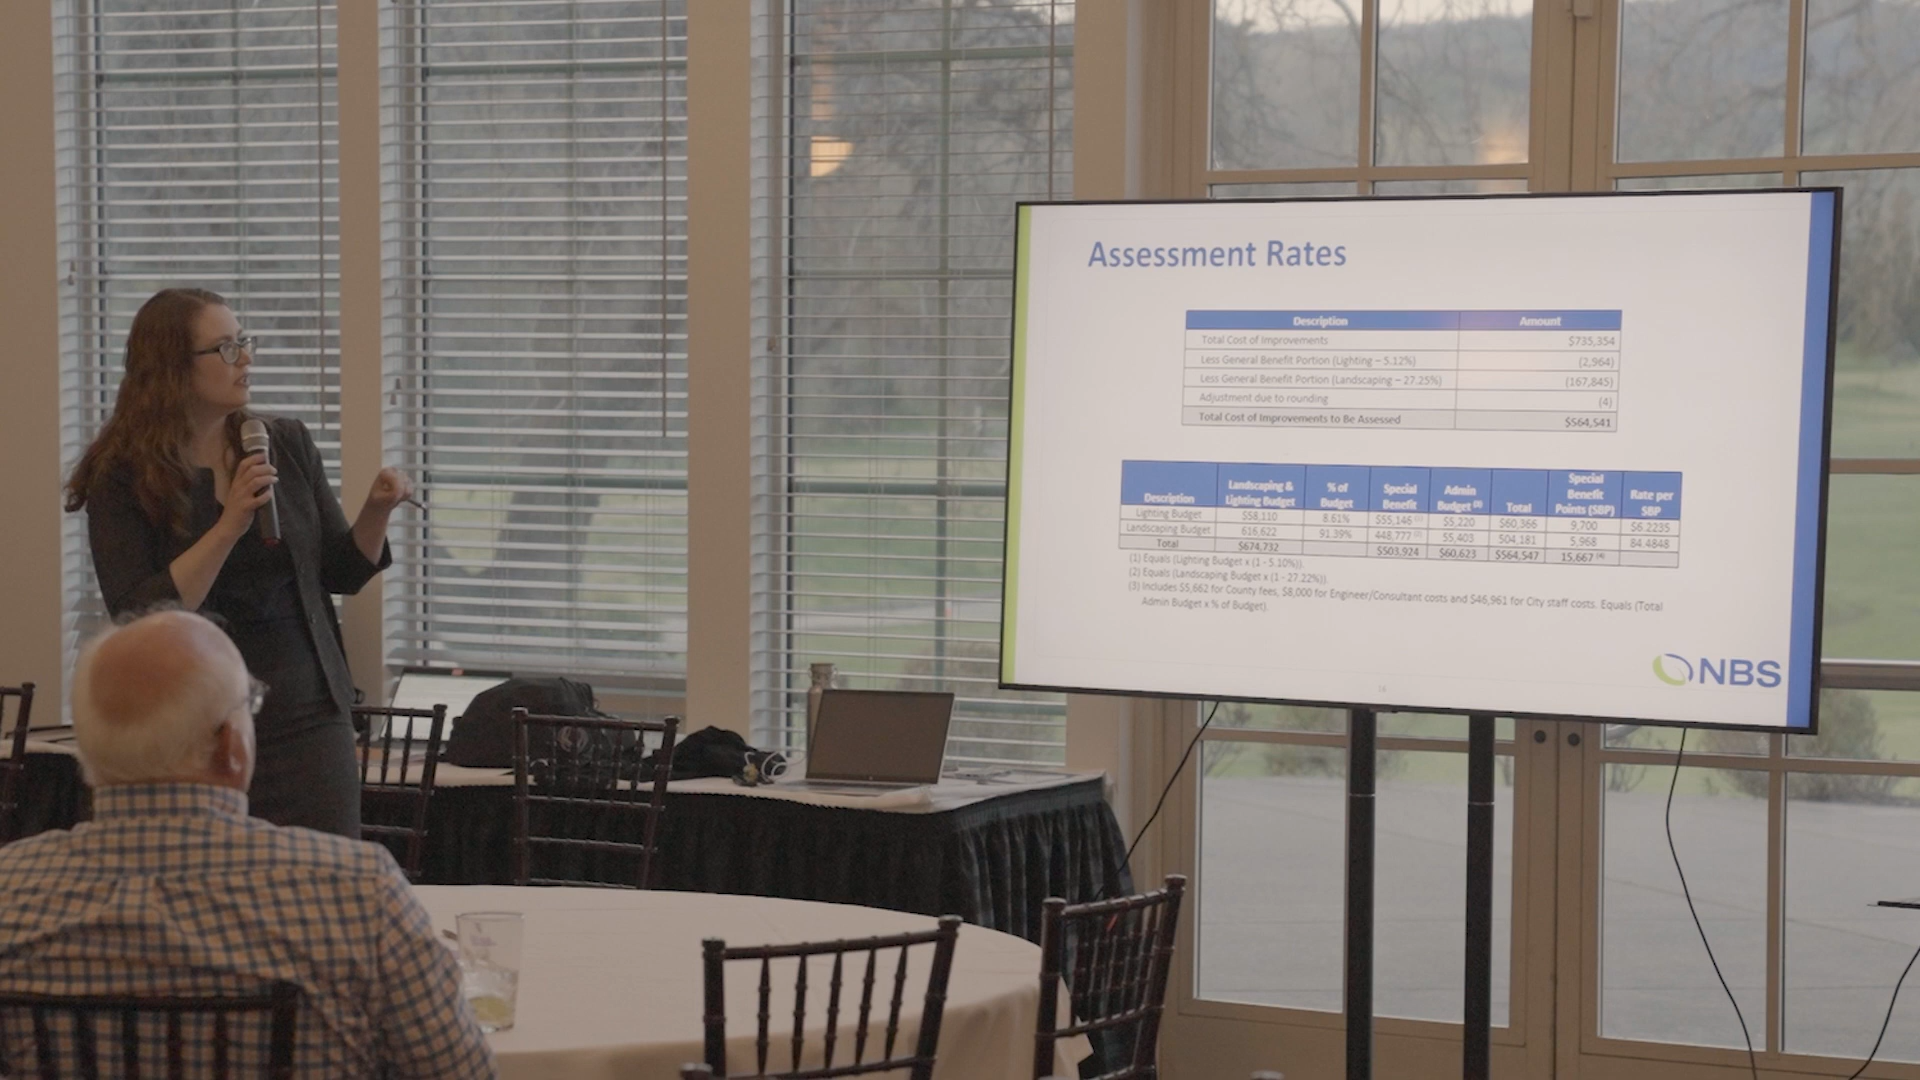 Assessment Rates
Description Amount
Total Cost of Improvements $735,354
Less General Benefit Portion (Lighting – 5.12%) (2,964)
Less General Benefit Portion (Landscaping – 27.25%) (167,845)
Adjustment due to rounding (4)
Total Cost of Improvements to Be Assessed $564,541
Description Landscaping & Lighting Budget % of Budget Special Benefit Admin Budget (3) Total Special Benefit Points (SBP) Rate per SBP
Lighting Budget $58,110 8.61% $55,146 (1) $5,220 $60,366 9,700 $6.2235
Landscaping Budget 616,622 91.39% 448,777 (2) 55,403 504,181 5,968 84.4848
Total $674,732 $503,924 $60,623 $564,547 15,667 (4)
(1) Equals (Lighting Budget x (1 - 5.10%)).
(2) Equals (Landscaping Budget x (1 - 27.22%)).
(3) Includes $5,662 for County fees, $8,000 for Engineer/Consultant costs and $46,961 for City staff costs. Equals (Total
Admin Budget x % of Budget).
NBS
14